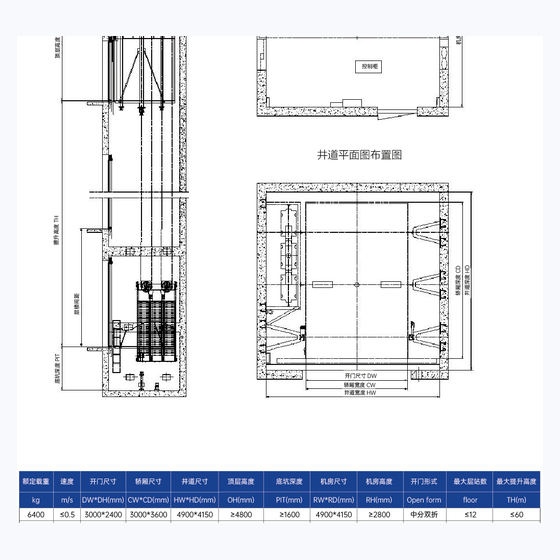 顶层高度
机房
控制柜
井道平面图布置图
提升高度 TH
层楼间距
底坑深度 PIT
轿厢深度 CD
井道深度 HD
开门尺寸 DW
轿厢宽度 CW
井道宽度 HW
额定载重 速度 开门尺寸 轿厢尺寸 井道尺寸 顶层高度 底坑深度 机房尺寸 机房高度 开门形式 最大层站数 最大提升高度
kg m/s DW*DH(mm) CW*CD(mm) HW*HD(mm) OH(mm) PIT(mm) RW*RD(mm) RH(mm) Open form floor TH(m)
6400 ≤0.5 3000*2400 3000*3600 4900*4150 ≥4800 ≥1600 4900*4150 ≥2800 中分双折 ≤12 ≤60